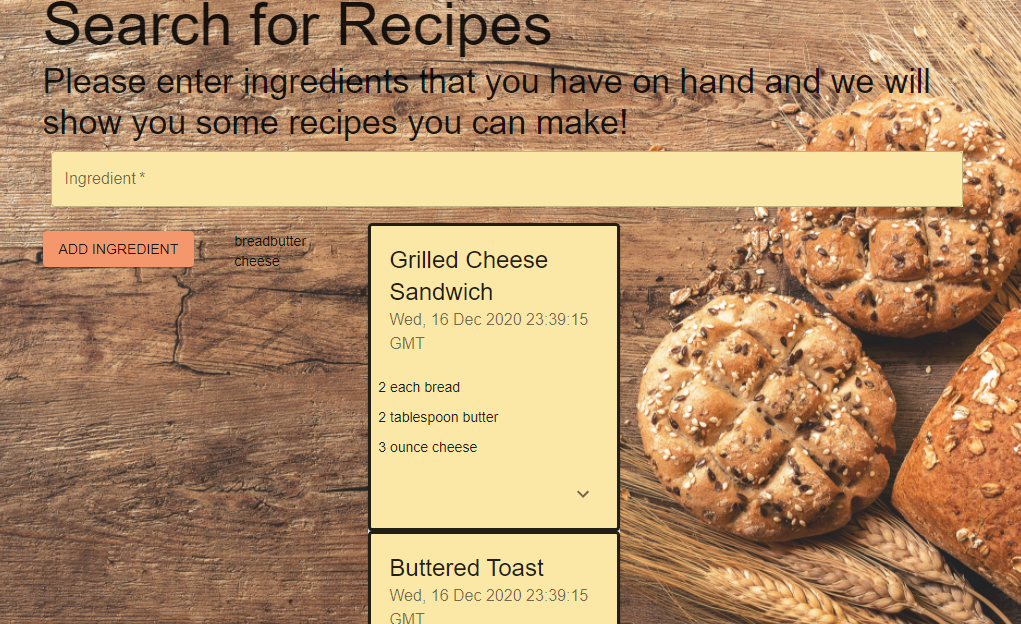 Search for Recipes
Please enter ingredients that you have on hand and we will
show you some recipes you can make!
Ingredient *
ADD INGREDIENT
breadbutter
cheese
Grilled Cheese
Sandwich
Wed, 16 Dec 2020 23:39:15
GMT
2 each bread
2 tablespoon butter
3 ounce cheese
Buttered Toast
Wed, 16 Dec 2020 23:39:15
GMT